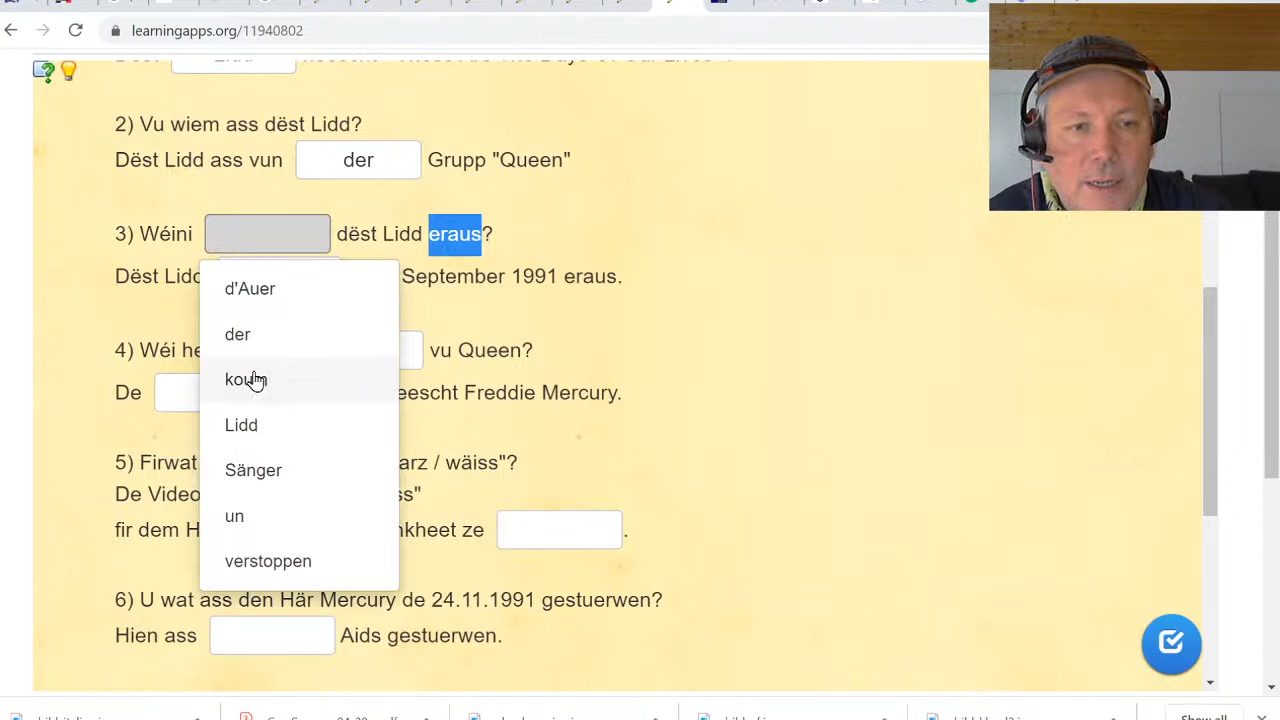 learningapps.org/11940802
2) Vu wiem ass dëst Lidd?
Dëst Lidd ass vun der Grupp "Queen"
3) Wéini dëst Lidd eraus?
Dëst Lidd September 1991 eraus.
d'Auer
der
koum
Lidd
Sänger
un
verstoppen
4) Wéi he vu Queen?
De eescht Freddie Mercury.
5) Firwat arz / wäiss"?
De Video ss"
fir dem H nkheet ze .
6) U wat ass den Här Mercury de 24.11.1991 gestuerwen?
Hien ass Aids gestuerwen.